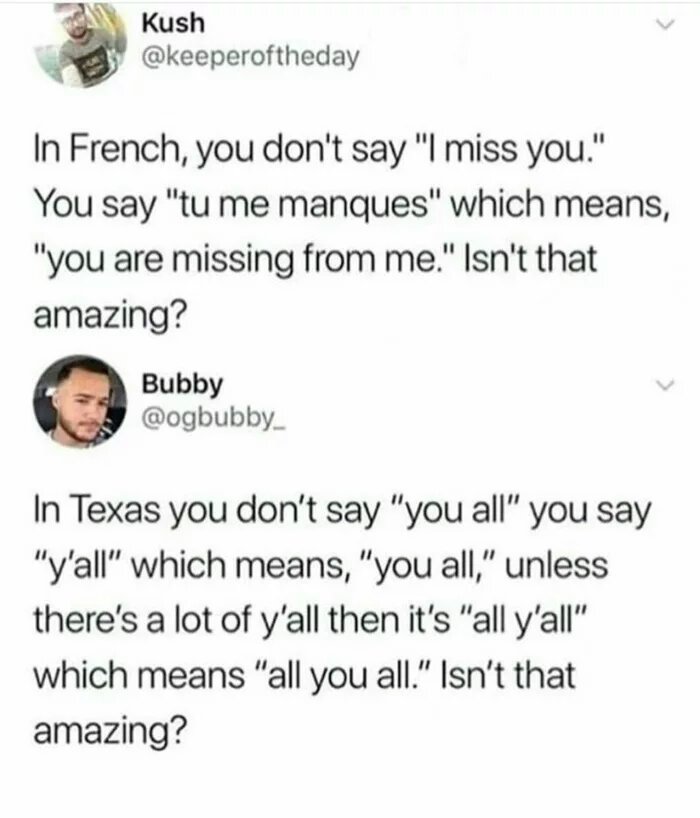 Kush
@keeperoftheday
In French, you don't say "I miss you."
You say "tu me manques" which means,
"you are missing from me." Isn't that
amazing?
Bubby
@ogbubby_
In Texas you don't say "you all" you say
"y'all" which means, "you all," unless
there's a lot of y'all then it's "all y'all"
which means "all you all." Isn't that
amazing?